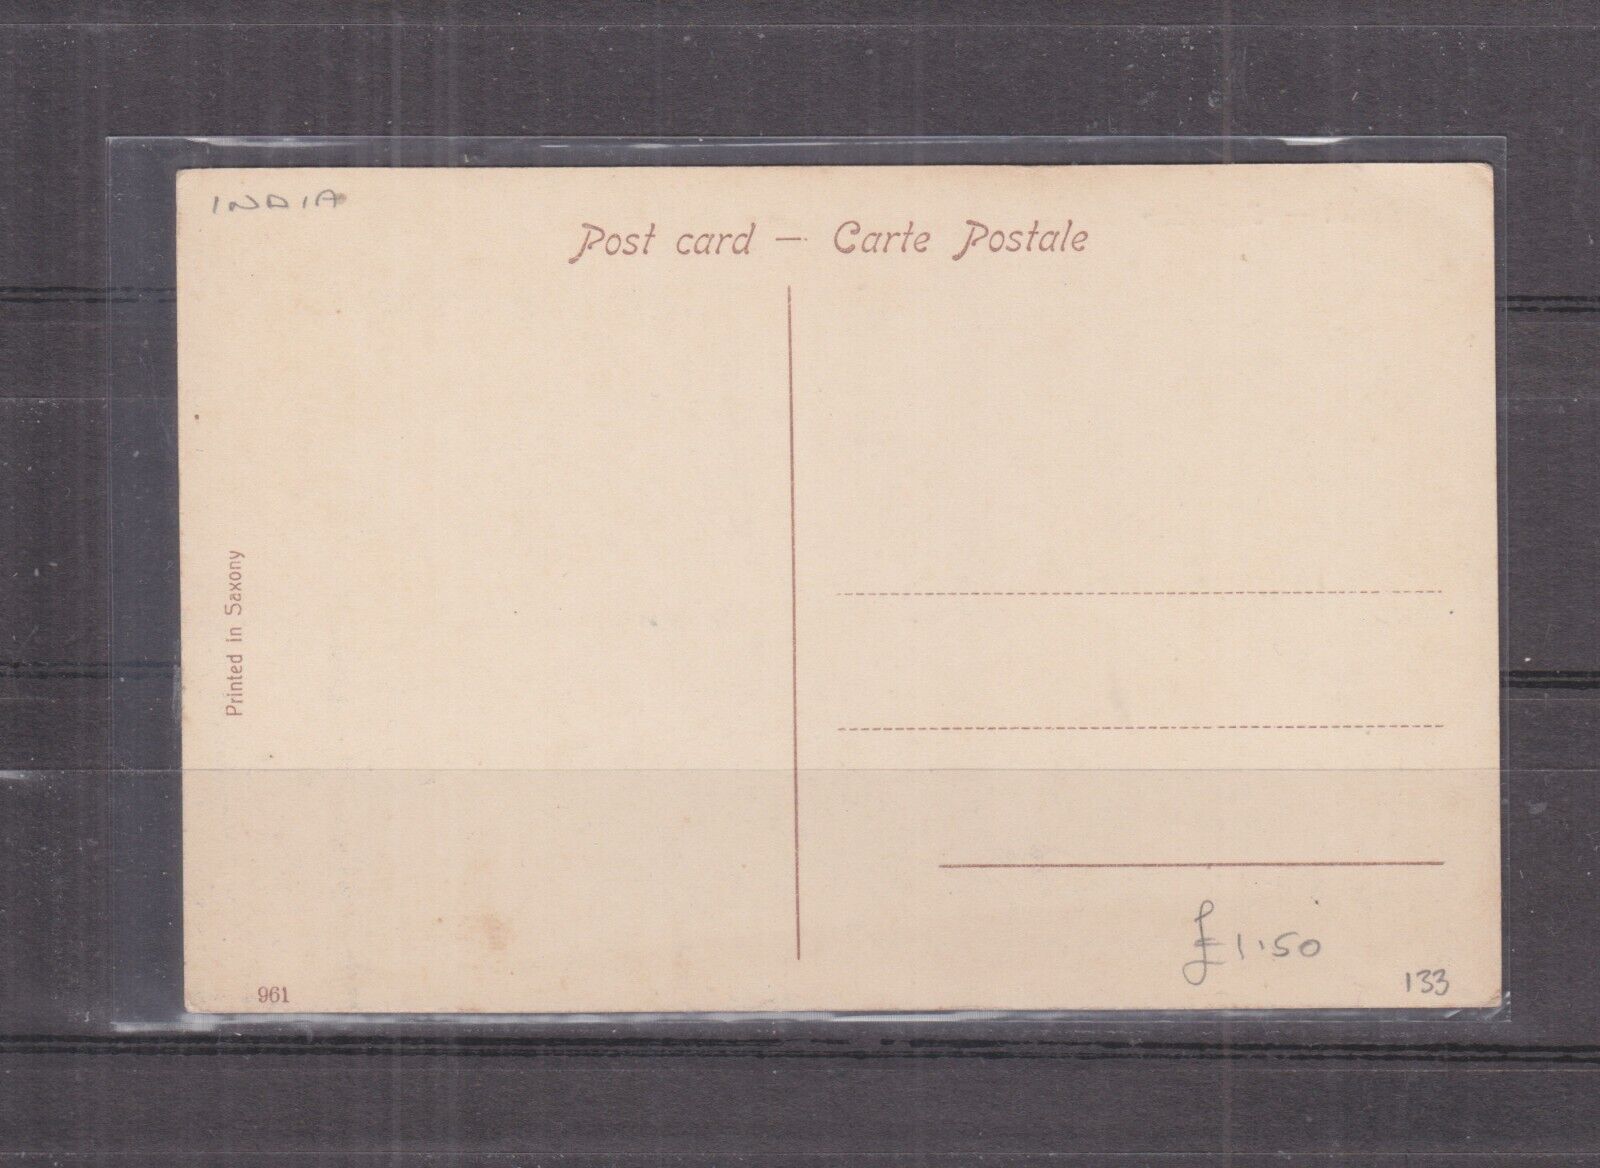 INDIA
Post card — Carte Postale
Printed in Saxony
£1.50
961
133